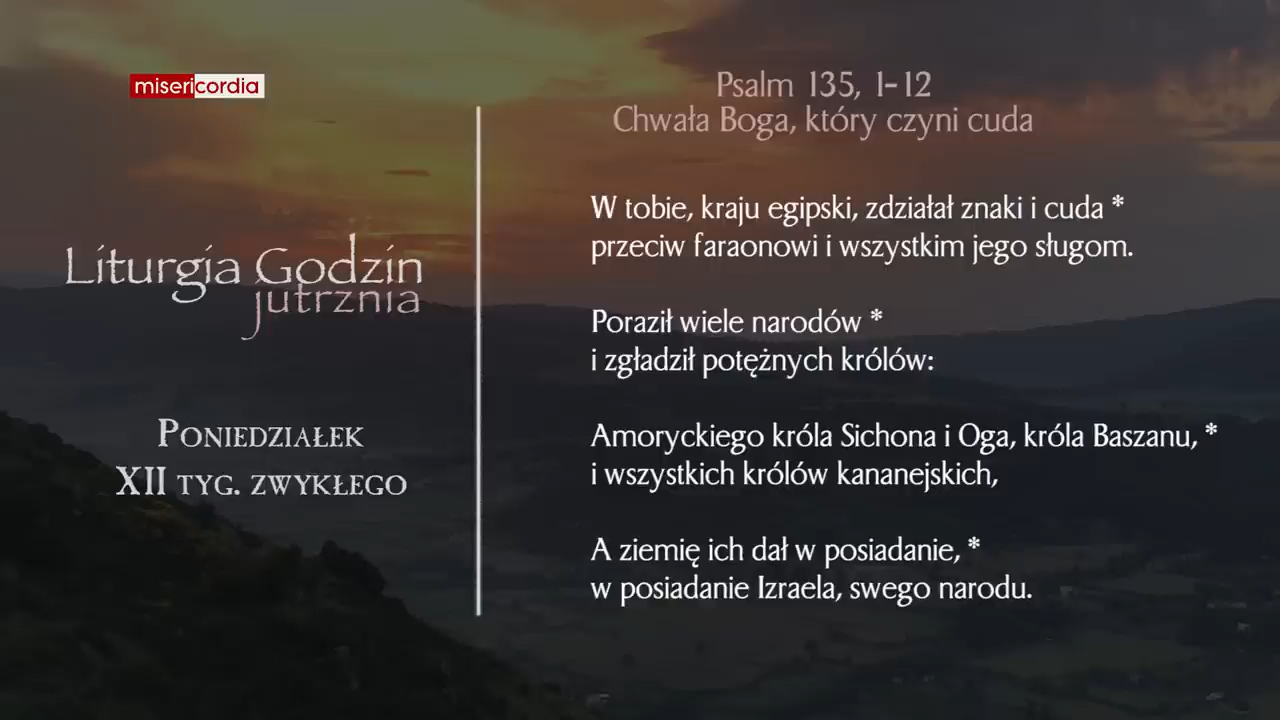 misericordia
Liturgia Godzin
jutrznia
Poniedziałek
XII tyg. zwykłego
Psalm 135, 1-12
Chwała Boga, który czyni cuda
W tobie, kraju egipski, zdziałał znaki i cuda *
przeciw faraonowi i wszystkim jego sługom.
Poraził wiele narodów *
i zgładził potężnych królów:
Amoryckiego króla Sichona i Oga, króla Baszanu, *
i wszystkich królów kananejskich,
A ziemię ich dał w posiadanie, *
w posiadanie Izraela, swego narodu.